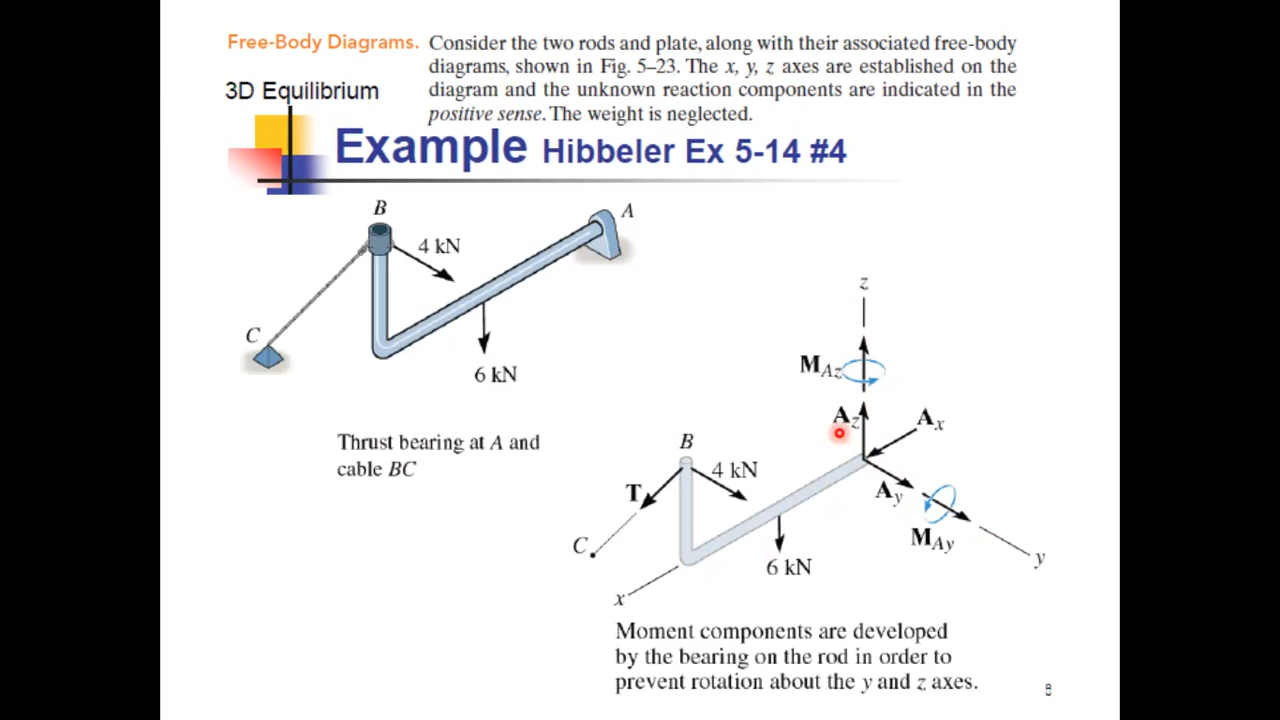 Free-Body Diagrams. Consider the two rods and plate, along with their associated free-body
diagrams, shown in Fig. 5–23. The x, y, z axes are established on the
3D Equilibrium
diagram and the unknown reaction components are indicated in the
positive sense. The weight is neglected.
Example Hibbeler Ex 5-14 #4
B
A
4 kN
C
6 kN
Thrust bearing at A and
cable BC
z
M_Az
A_z
A_x
B
4 kN
T
A_y
C
M_Ay
6 kN
y
x
Moment components are developed
by the bearing on the rod in order to
prevent rotation about the y and z axes.
8